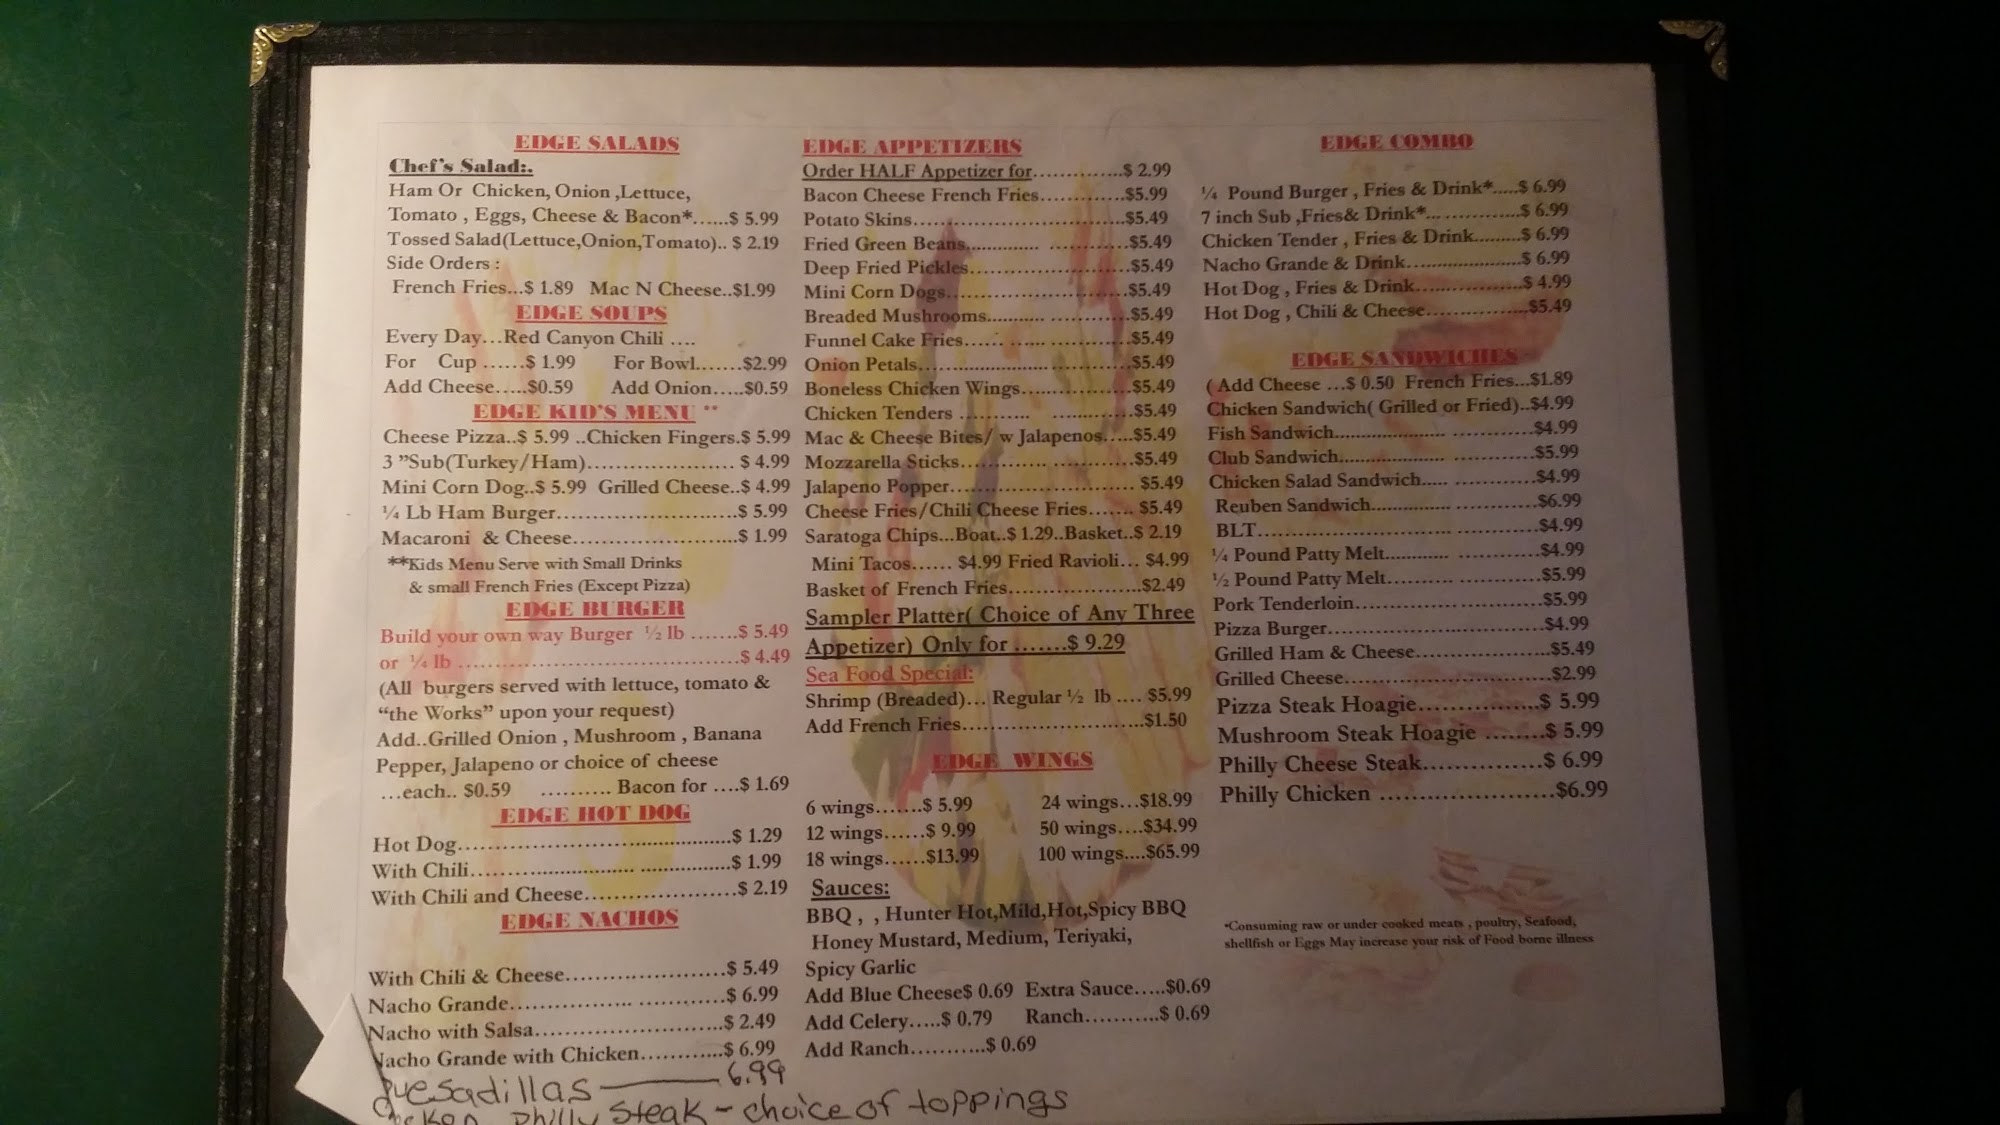 EDGE SALADS
Chef's Salad:.
Ham Or Chicken, Onion ,Lettuce,
Tomato , Eggs, Cheese & Bacon*......$ 5.99
Tossed Salad(Lettuce,Onion,Tomato).. $ 2.19
Side Orders :
French Fries...$ 1.89 Mac N Cheese..$1.99
EDGE SOUPS
Every Day...Red Canyon Chili ....
For Cup ......$ 1.99 For Bowl.......$2.99
Add Cheese.....$0.59 Add Onion.....$0.59
EDGE KID'S MENU **
Cheese Pizza..$ 5.99 ..Chicken Fingers.$ 5.99
3 "Sub(Turkey/Ham)...................... $ 4.99
Mini Corn Dog..$ 5.99 Grilled Cheese..$ 4.99
¼ Lb Ham Burger...........................$ 5.99
Macaroni & Cheese.........................$ 1.99
**Kids Menu Serve with Small Drinks
& small French Fries (Except Pizza)
EDGE BURGER
Build your own way Burger ½ lb .......$ 5.49
or ¼ lb ..........................................$ 4.49
(All burgers served with lettuce, tomato &
"the Works" upon your request)
Add..Grilled Onion , Mushroom , Banana
Pepper, Jalapeno or choice of cheese
...each.. $0.59 .......... Bacon for ....$ 1.69
EDGE HOT DOG
Hot Dog.........................................$ 1.29
With Chili.......................................$ 1.99
With Chili and Cheese.......................$ 2.19
EDGE NACHOS
With Chili & Cheese........................$ 5.49
Nacho Grande................................$ 6.99
Nacho with Salsa............................$ 2.49
Nacho Grande with Chicken............$ 6.99
Quesadillas 6.99
Chicken Philly Steak - choice of toppings
EDGE APPETIZERS
Order HALF Appetizer for..............$ 2.99
Bacon Cheese French Fries.............$5.99
Potato Skins.................................$5.49
Fried Green Beans.........................$5.49
Deep Fried Pickles.........................$5.49
Mini Corn Dogs............................$5.49
Breaded Mushrooms......................$5.49
Funnel Cake Fries.........................$5.49
Onion Petals.................................$5.49
Boneless Chicken Wings.................$5.49
Chicken Tenders ...........................$5.49
Mac & Cheese Bites/ w Jalapenos.....$5.49
Mozzarella Sticks...........................$5.49
Jalapeno Popper............................ $5.49
Cheese Fries/Chili Cheese Fries....... $5.49
Saratoga Chips...Boat..$ 1.29..Basket..$ 2.19
Mini Tacos...... $4.99 Fried Ravioli... $4.99
Basket of French Fries....................$2.49
Sampler Platter( Choice of Any Three
Appetizer) Only for .......$ 9.29
Sea Food Special:
Shrimp (Breaded)... Regular ½ lb .... $5.99
Add French Fries...........................$1.50
EDGE WINGS
6 wings.......$ 5.99 24 wings...$18.99
12 wings......$ 9.99 50 wings....$34.99
18 wings......$13.99 100 wings....$65.99
Sauces:
BBQ , , Hunter Hot,Mild,Hot,Spicy BBQ
Honey Mustard, Medium, Teriyaki,
Spicy Garlic
Add Blue Cheese$ 0.69 Extra Sauce.....$0.69
Add Celery.....$ 0.79 Ranch...........$ 0.69
Add Ranch...........$ 0.69
EDGE COMBO
¼ Pound Burger , Fries & Drink*.....$ 6.99
7 inch Sub ,Fries& Drink*...............$ 6.99
Chicken Tender , Fries & Drink.........$ 6.99
Nacho Grande & Drink.....................$ 6.99
Hot Dog , Fries & Drink...................$ 4.99
Hot Dog , Chili & Cheese..................$5.49
EDGE SANDWICHES
( Add Cheese ...$ 0.50 French Fries...$1.89
Chicken Sandwich( Grilled or Fried)..$4.99
Fish Sandwich...............................$4.99
Club Sandwich...............................$5.99
Chicken Salad Sandwich..................$4.99
Reuben Sandwich...........................$6.99
BLT..............................................$4.99
¼ Pound Patty Melt........................$4.99
½ Pound Patty Melt........................$5.99
Pork Tenderloin.............................$5.99
Pizza Burger.................................$4.99
Grilled Ham & Cheese....................$5.49
Grilled Cheese...............................$2.99
Pizza Steak Hoagie...............$ 5.99
Mushroom Steak Hoagie ........$ 5.99
Philly Cheese Steak...............$ 6.99
Philly Chicken ......................$6.99
*Consuming raw or under cooked meats , poultry, Seafood,
shellfish or Eggs May increase your risk of Food borne illness